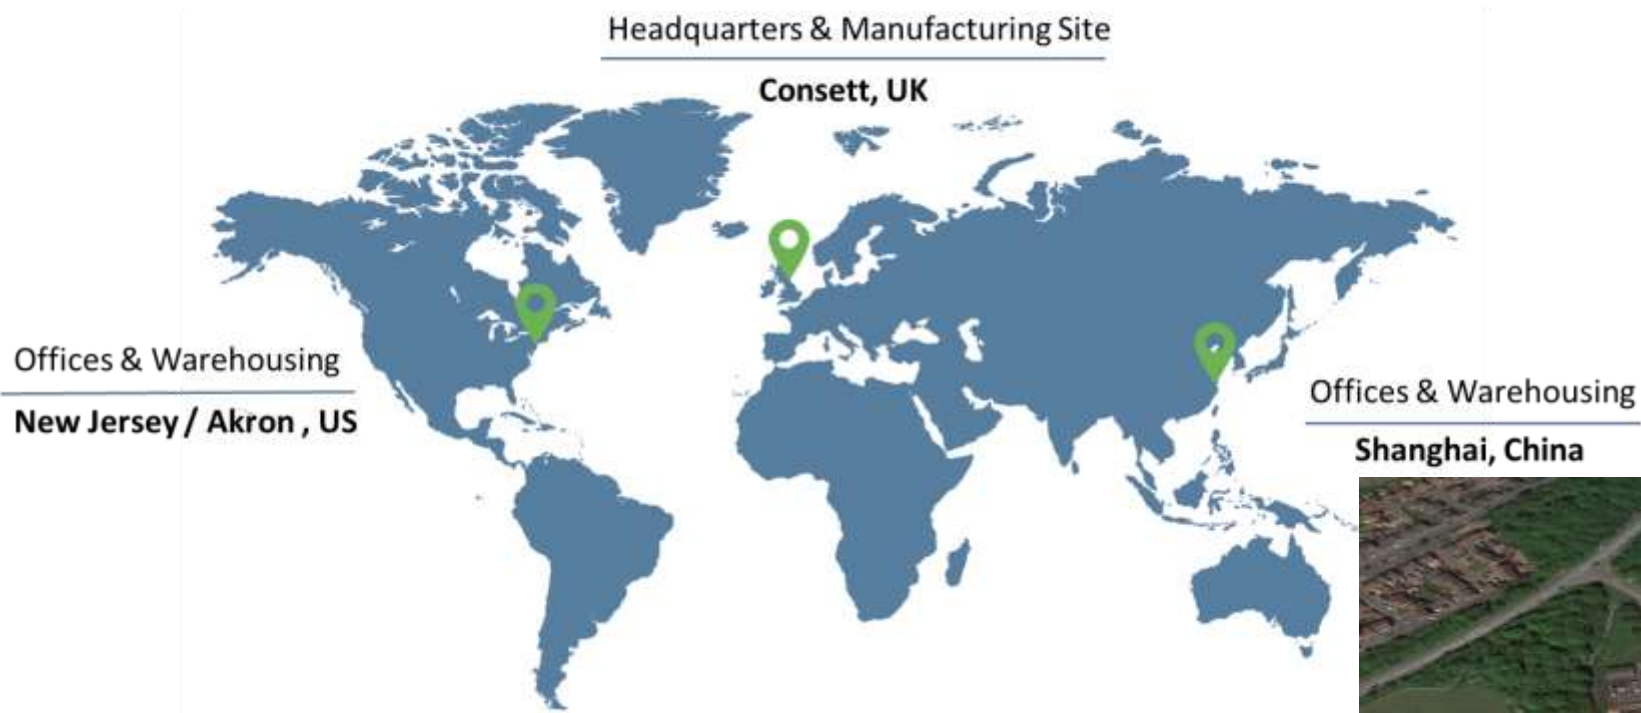 Headquarters & Manufacturing Site
Consett, UK
Offices & Warehousing
New Jersey / Akron , US
Offices & Warehousing
Shanghai, China